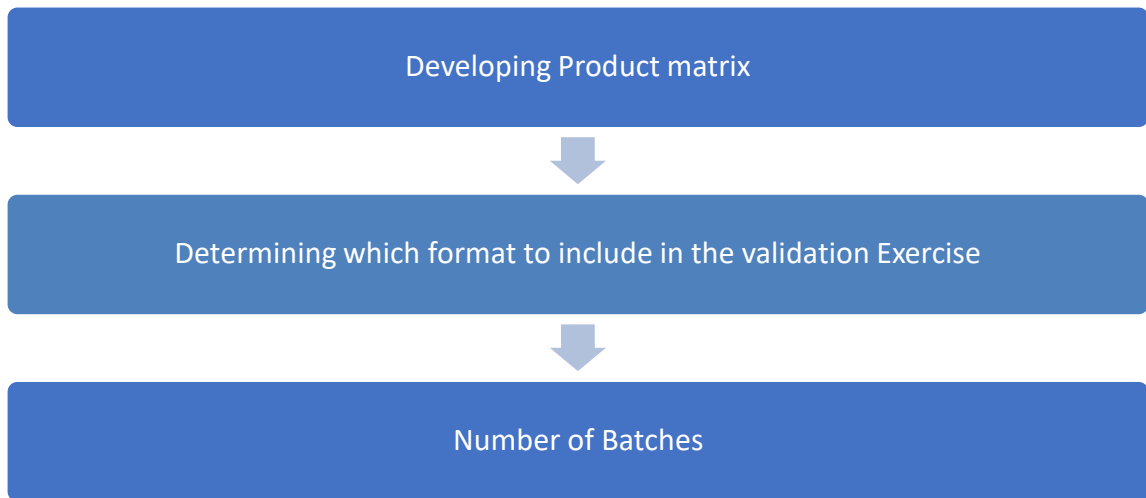 Developing Product matrix
Determining which format to include in the validation Exercise
Number of Batches